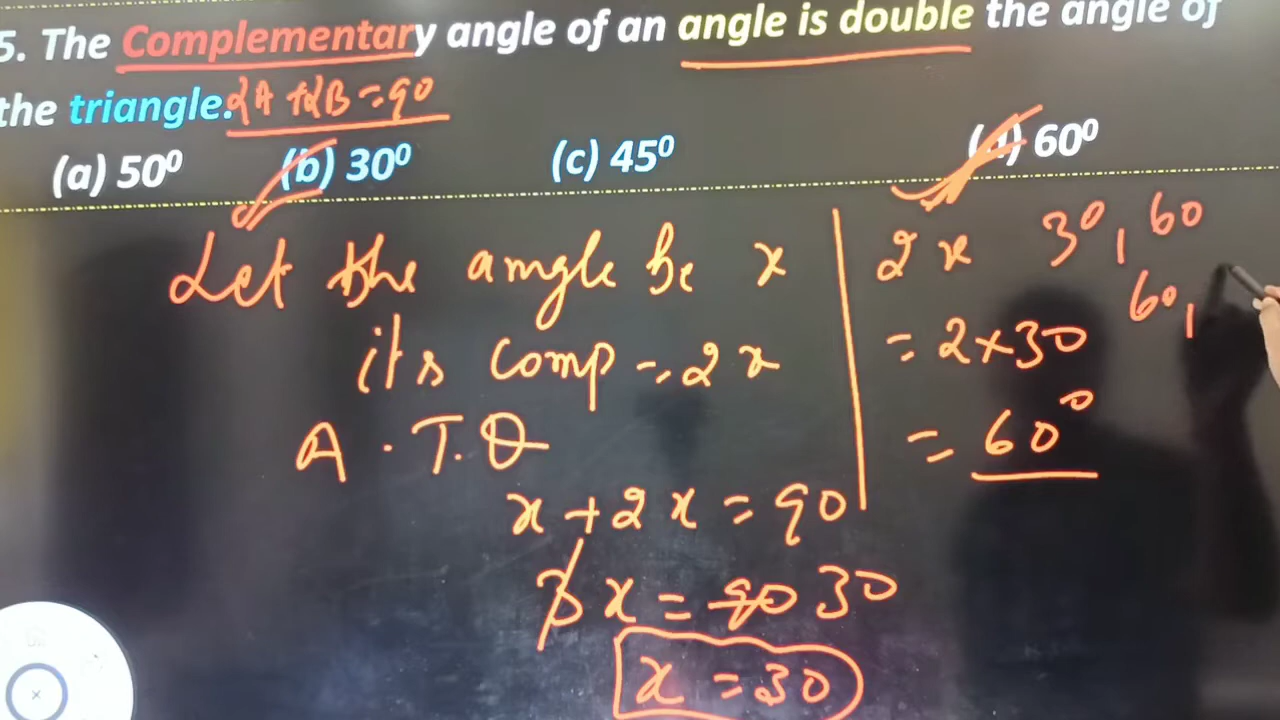 5. The Complementary angle of an angle is double the angle of
the triangle. ∠A + ∠B = 90
(a) 50⁰ (b) 30⁰ (c) 45⁰ (d) 60⁰
Let the angle be x
its comp = 2x
A.T.Q
x + 2x = 90
3x = 90 30
x = 30
2x
= 2×30
= 60⁰
30, 60
60,